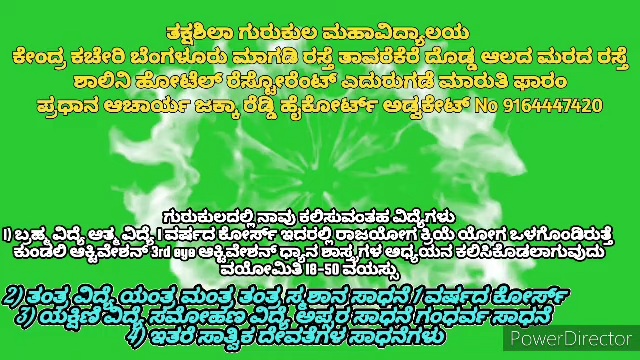 ತಕ್ಷಶಿಲಾ ಗುರುಕುಲ ಮಹಾವಿದ್ಯಾಲಯ
ಕೇಂದ್ರ ಕಚೇರಿ ಬೆಂಗಳೂರು ಮಾಗಡಿ ರಸ್ತೆ ತಾವರೆಕೆರೆ ದೊಡ್ಡ ಆಲದ ಮರದ ರಸ್ತೆ
ಶಾಲಿನಿ ಹೋಟೆಲ್ ರೆಸ್ಟೋರೆಂಟ್ ಎದುರುಗಡೆ ಮಾರುತಿ ಫಾರಂ
ಪ್ರಧಾನ ಆಚಾರ್ಯ ಜಕ್ಕಾ ರೆಡ್ಡಿ ಹೈಕೋರ್ಟ್ ಅಡ್ವಕೇಟ್ No 9164447420
ಗುರುಕುಲದಲ್ಲಿ ನಾವು ಕಲಿಸುವಂತಹ ವಿದ್ಯೆಗಳು
1) ಬ್ರಹ್ಮ ವಿದ್ಯೆ ಆತ್ಮ ವಿದ್ಯೆ 1 ವರ್ಷದ ಕೋರ್ಸ್ ಇದರಲ್ಲಿ ರಾಜಯೋಗ ಕ್ರಿಯೆ ಯೋಗ ಒಳಗೊಂಡಿರುತ್ತೆ
ಕುಂಡಲಿ ಆಕ್ಟಿವೇಶನ್ 3rd eye ಆಕ್ಟಿವೇಶನ್ ಧ್ಯಾನ ಶಾಸ್ತ್ರಗಳ ಅಧ್ಯಯನ ಕಲಿಸಿಕೊಡಲಾಗುವುದು
ವಯೋಮಿತಿ 18-50 ವಯಸ್ಸು
2) ತಂತ್ರ ವಿದ್ಯೆ ಯಂತ್ರ ಮಂತ್ರ ತಂತ್ರ ಸ್ಮಶಾನ ಸಾಧನೆ 1 ವರ್ಷದ ಕೋರ್ಸ್
3) ಯಕ್ಷಿಣಿ ವಿದ್ಯೆ ಸಮೋಹಣ ವಿದ್ಯೆ ಅಪ್ಸರ ಸಾಧನೆ ಗಂಧರ್ವ ಸಾಧನೆ
4) ಇತರೆ ಸಾತ್ವಿಕ ದೇವತೆಗಳ ಸಾಧನೆಗಳು
PowerDirector